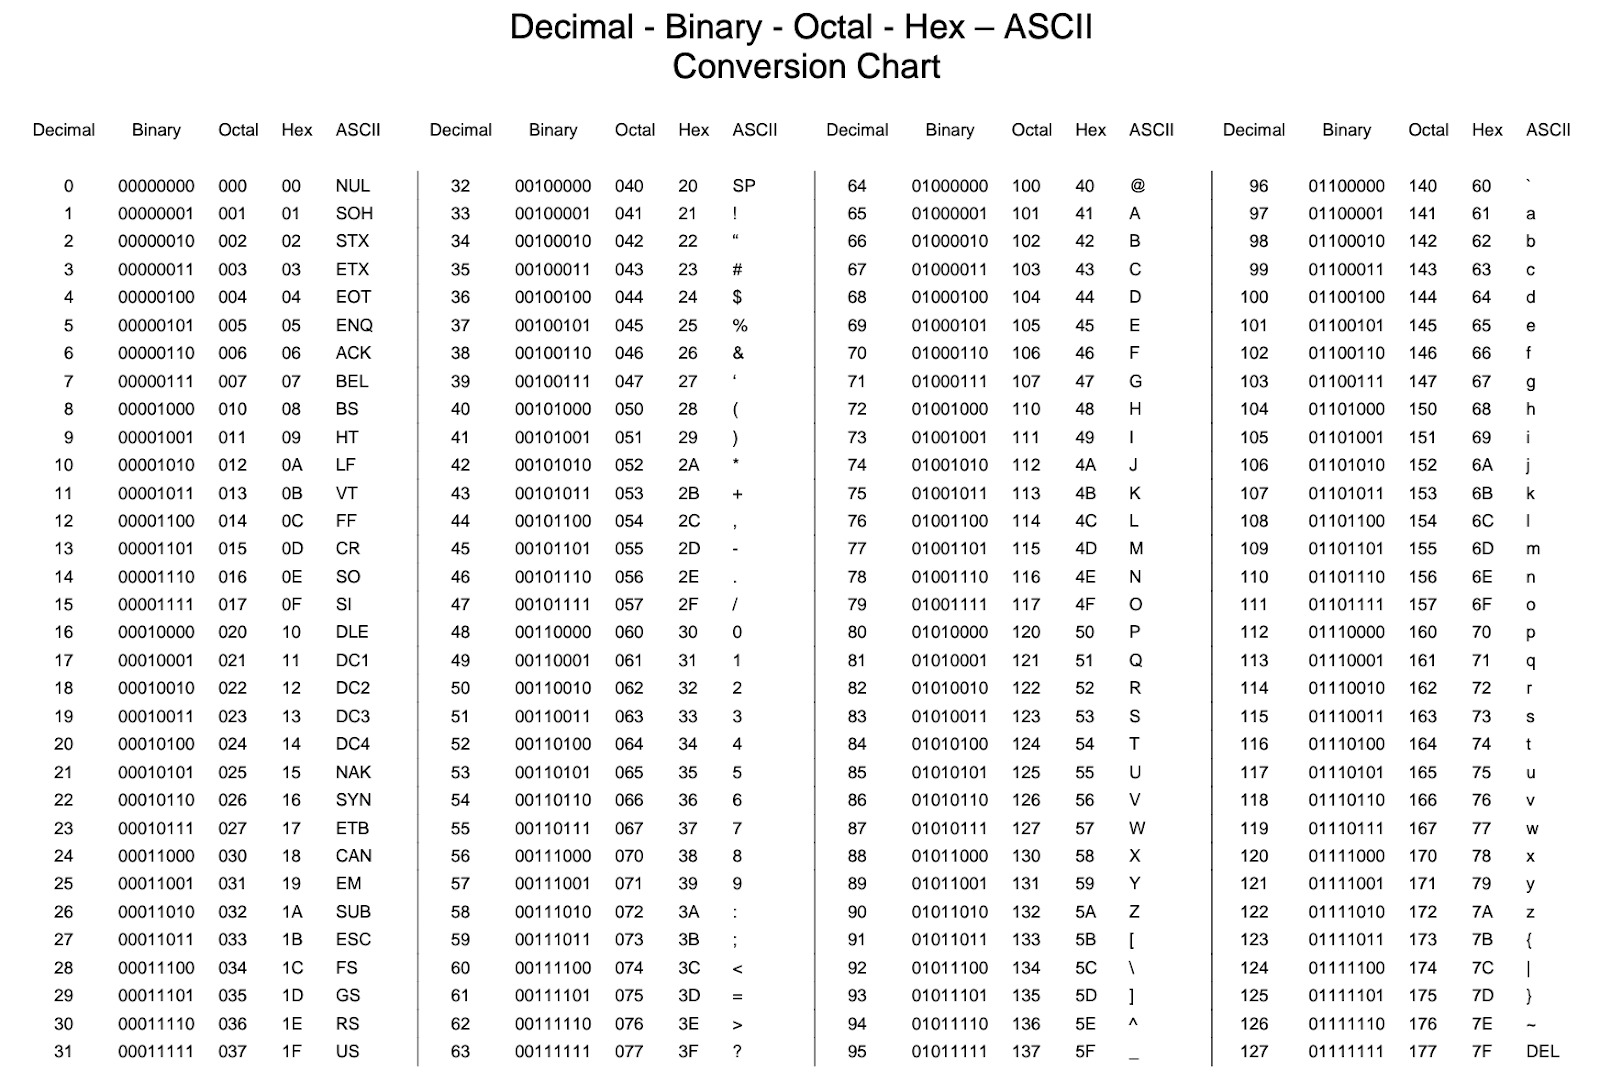 Decimal - Binary - Octal - Hex – ASCII
Conversion Chart
Decimal Binary Octal Hex ASCII Decimal Binary Octal Hex ASCII Decimal Binary Octal Hex ASCII Decimal Binary Octal Hex ASCII
0 00000000 000 00 NUL 32 00100000 040 20 SP 64 01000000 100 40 @ 96 01100000 140 60 `
1 00000001 001 01 SOH 33 00100001 041 21 ! 65 01000001 101 41 A 97 01100001 141 61 a
2 00000010 002 02 STX 34 00100010 042 22 “ 66 01000010 102 42 B 98 01100010 142 62 b
3 00000011 003 03 ETX 35 00100011 043 23 # 67 01000011 103 43 C 99 01100011 143 63 c
4 00000100 004 04 EOT 36 00100100 044 24 $ 68 01000100 104 44 D 100 01100100 144 64 d
5 00000101 005 05 ENQ 37 00100101 045 25 % 69 01000101 105 45 E 101 01100101 145 65 e
6 00000110 006 06 ACK 38 00100110 046 26 & 70 01000110 106 46 F 102 01100110 146 66 f
7 00000111 007 07 BEL 39 00100111 047 27 ‘ 71 01000111 107 47 G 103 01100111 147 67 g
8 00001000 010 08 BS 40 00101000 050 28 ( 72 01001000 110 48 H 104 01101000 150 68 h
9 00001001 011 09 HT 41 00101001 051 29 ) 73 01001001 111 49 I 105 01101001 151 69 i
10 00001010 012 0A LF 42 00101010 052 2A * 74 01001010 112 4A J 106 01101010 152 6A j
11 00001011 013 0B VT 43 00101011 053 2B + 75 01001011 113 4B K 107 01101011 153 6B k
12 00001100 014 0C FF 44 00101100 054 2C , 76 01001100 114 4C L 108 01101100 154 6C l
13 00001101 015 0D CR 45 00101101 055 2D - 77 01001101 115 4D M 109 01101101 155 6D m
14 00001110 016 0E SO 46 00101110 056 2E . 78 01001110 116 4E N 110 01101110 156 6E n
15 00001111 017 0F SI 47 00101111 057 2F / 79 01001111 117 4F O 111 01101111 157 6F o
16 00010000 020 10 DLE 48 00110000 060 30 0 80 01010000 120 50 P 112 01110000 160 70 p
17 00010001 021 11 DC1 49 00110001 061 31 1 81 01010001 121 51 Q 113 01110001 161 71 q
18 00010010 022 12 DC2 50 00110010 062 32 2 82 01010010 122 52 R 114 01110010 162 72 r
19 00010011 023 13 DC3 51 00110011 063 33 3 83 01010011 123 53 S 115 01110011 163 73 s
20 00010100 024 14 DC4 52 00110100 064 34 4 84 01010100 124 54 T 116 01110100 164 74 t
21 00010101 025 15 NAK 53 00110101 065 35 5 85 01010101 125 55 U 117 01110101 165 75 u
22 00010110 026 16 SYN 54 00110110 066 36 6 86 01010110 126 56 V 118 01110110 166 76 v
23 00010111 027 17 ETB 55 00110111 067 37 7 87 01010111 127 57 W 119 01110111 167 77 w
24 00011000 030 18 CAN 56 00111000 070 38 8 88 01011000 130 58 X 120 01111000 170 78 x
25 00011001 031 19 EM 57 00111001 071 39 9 89 01011001 131 59 Y 121 01111001 171 79 y
26 00011010 032 1A SUB 58 00111010 072 3A : 90 01011010 132 5A Z 122 01111010 172 7A z
27 00011011 033 1B ESC 59 00111011 073 3B ; 91 01011011 133 5B [ 123 01111011 173 7B {
28 00011100 034 1C FS 60 00111100 074 3C < 92 01011100 134 5C \ 124 01111100 174 7C |
29 00011101 035 1D GS 61 00111101 075 3D = 93 01011101 135 5D ] 125 01111101 175 7D }
30 00011110 036 1E RS 62 00111110 076 3E > 94 01011110 136 5E ^ 126 01111110 176 7E ~
31 00011111 037 1F US 63 00111111 077 3F ? 95 01011111 137 5F _ 127 01111111 177 7F DEL